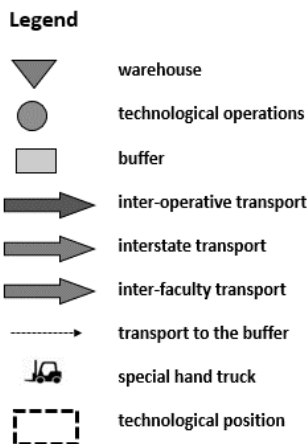 Legend
warehouse
technological operations
buffer
inter-operative transport
interstate transport
inter-faculty transport
transport to the buffer
special hand truck
technological position